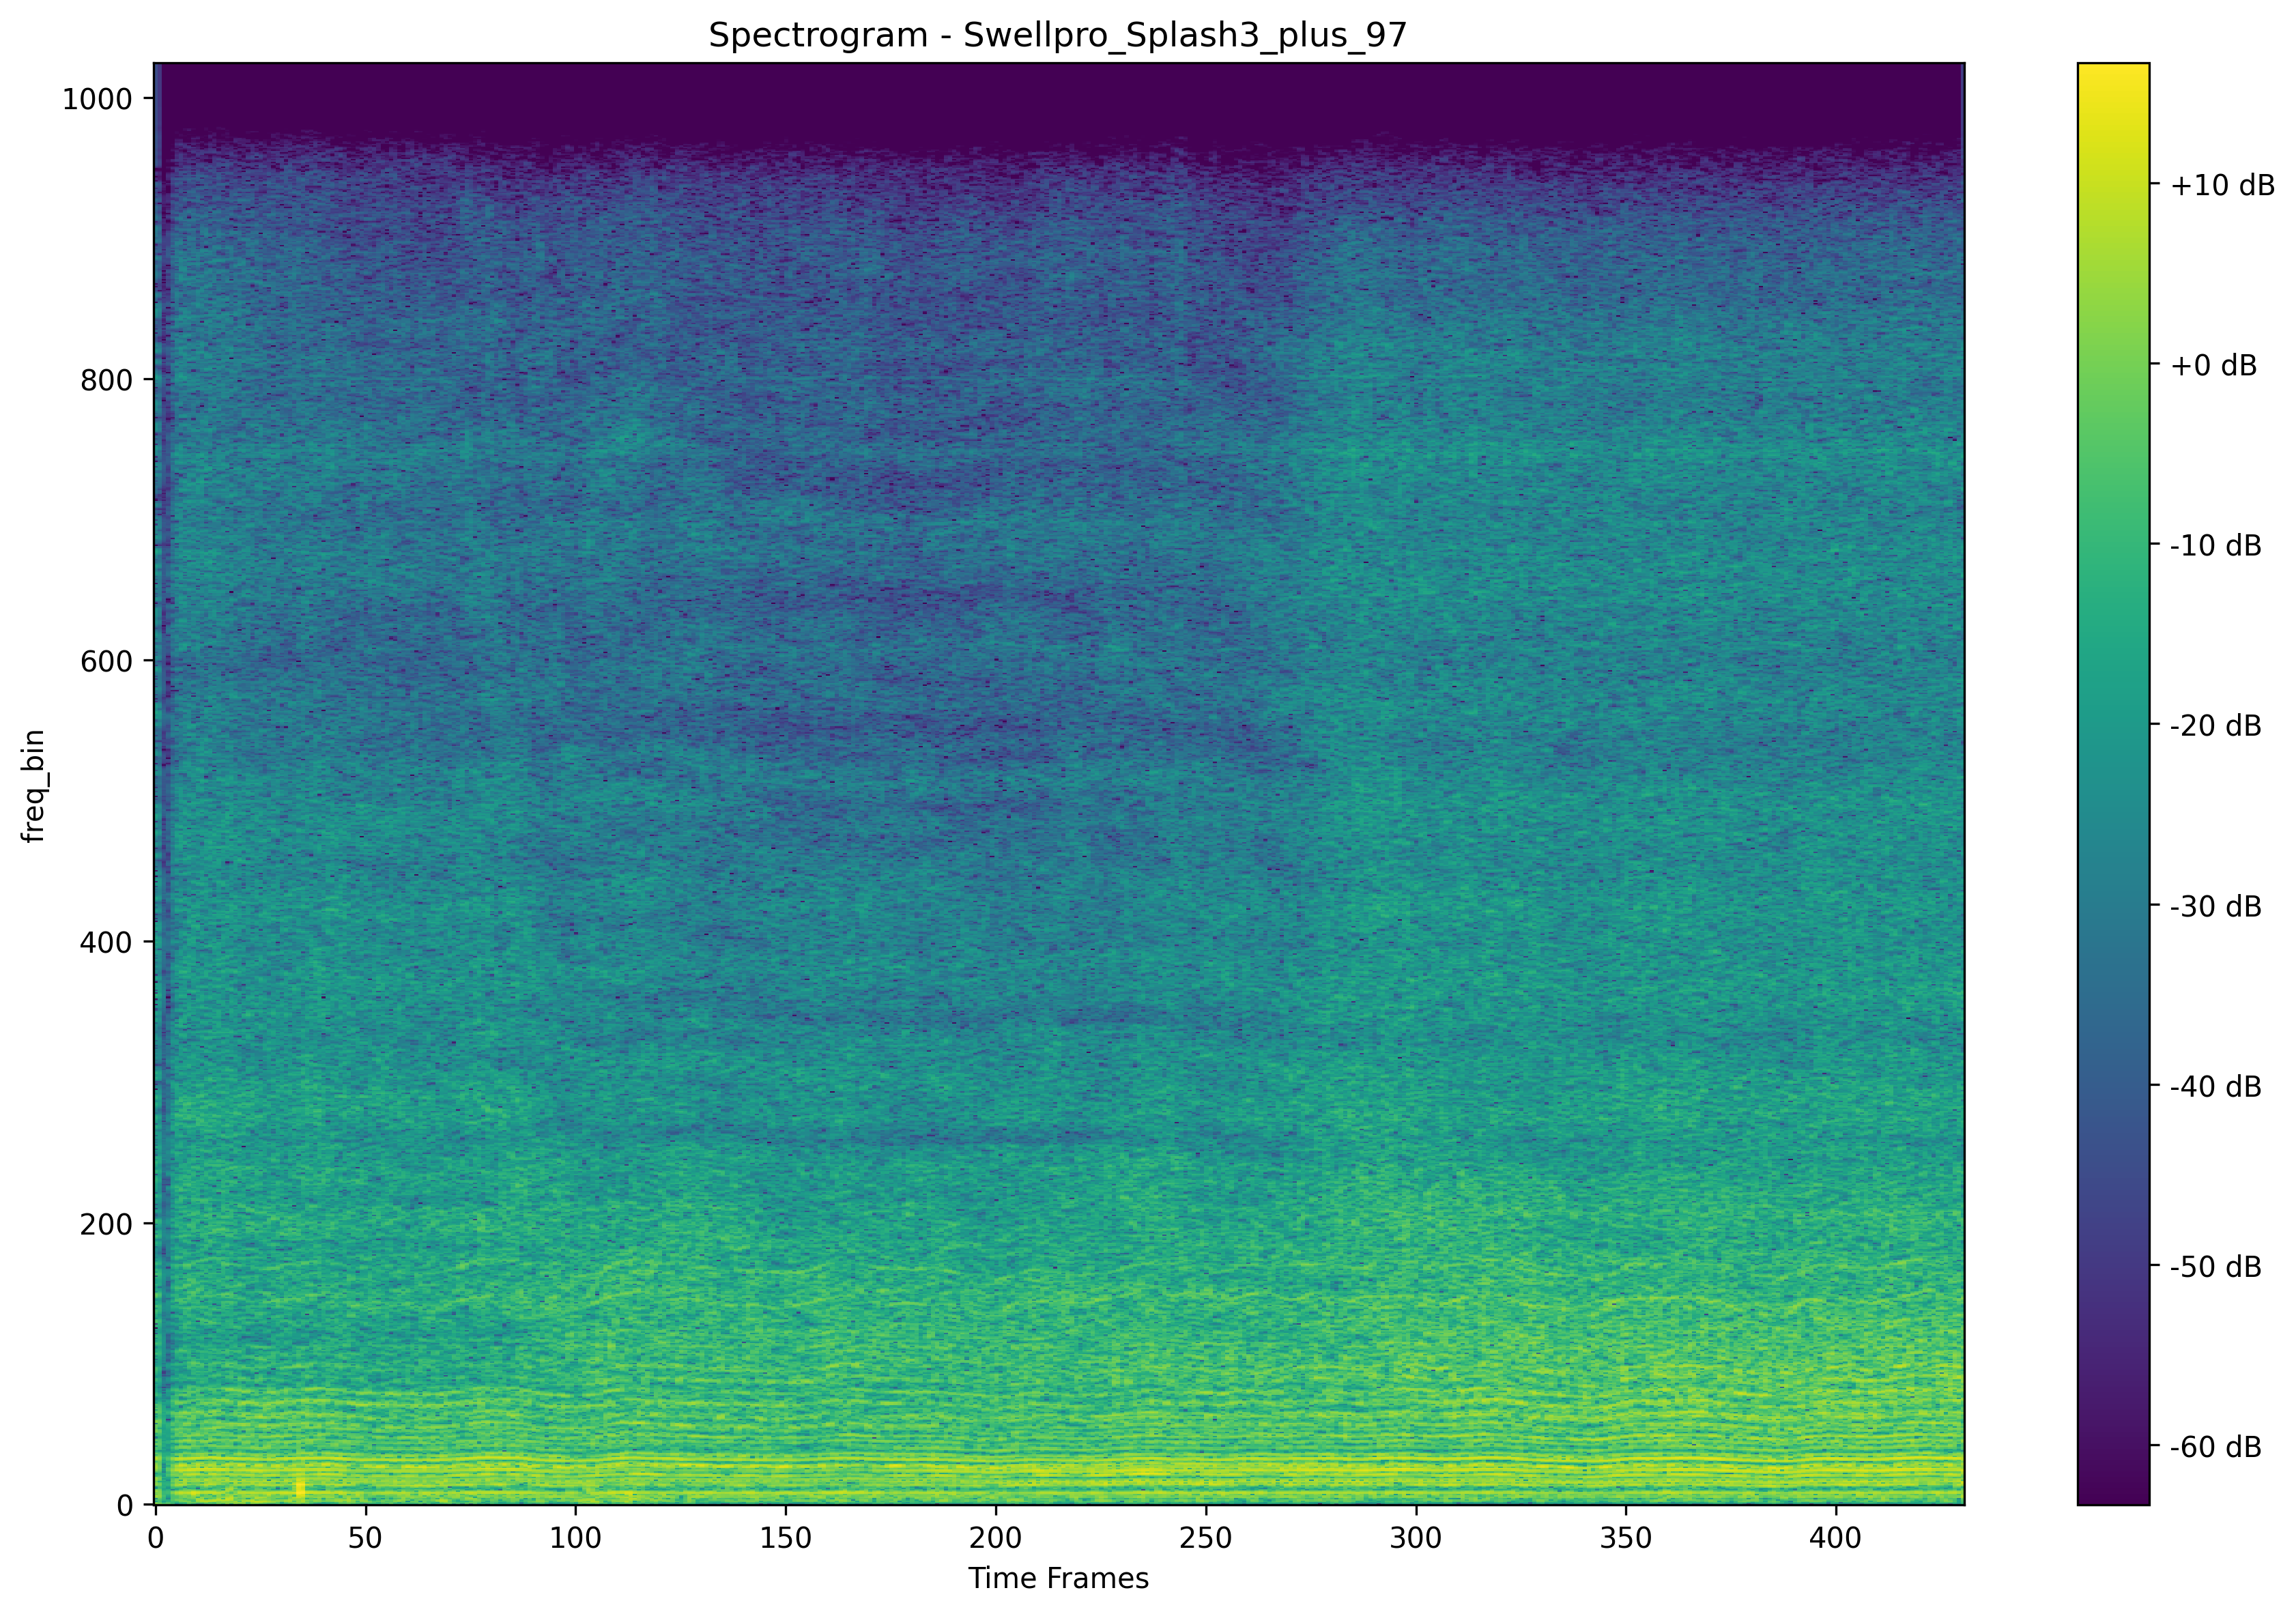 Spectrogram - Swellpro_Splash3_plus_97
1000
800
600
400
200
0
freq_bin
0 50 100 150 200 250 300 350 400
Time Frames
+10 dB
+0 dB
-10 dB
-20 dB
-30 dB
-40 dB
-50 dB
-60 dB